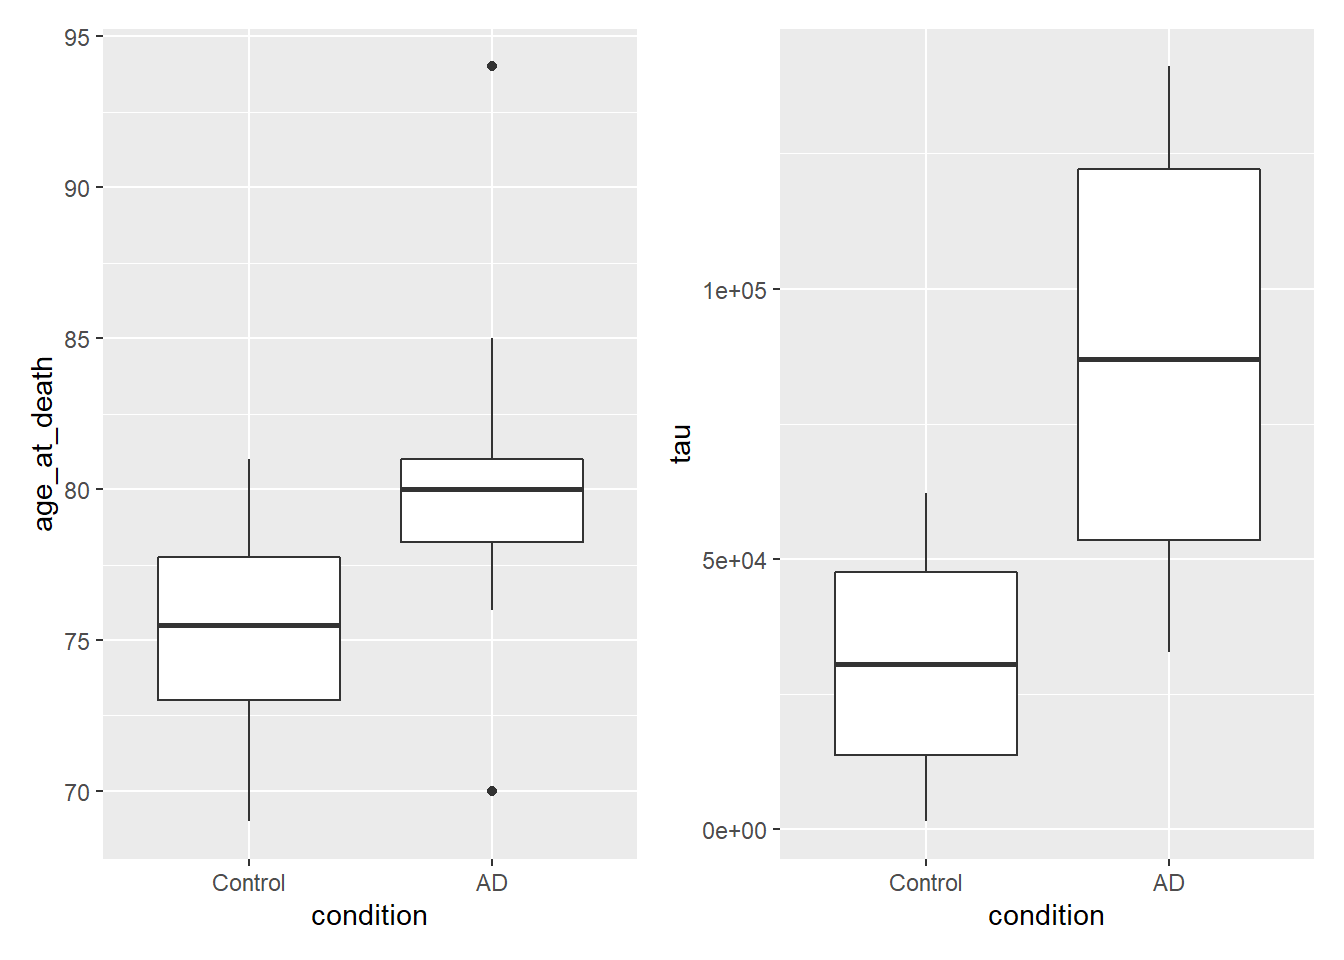 95
90
85
80
75
70
age_at_death
Control AD
condition
1e+05
5e+04
0e+00
tau
Control AD
condition